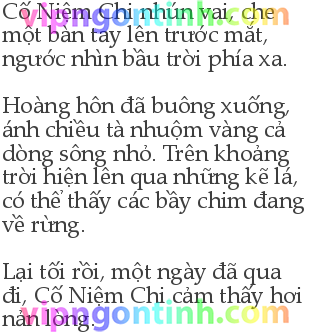 Cố Niệm Chi nhún vai, che
một bàn tay lên trước mắt,
ngước nhìn bầu trời phía xa.
Hoàng hôn đã buông xuống,
ánh chiều tà nhuộm vàng cả
dòng sông nhỏ. Trên khoảng
trời hiện lên qua những kẽ lá,
có thể thấy các bầy chim đang
về rừng.
Lại tối rồi, một ngày đã qua
đi, Cố Niệm Chi cảm thấy hơi
nản lòng.
vipngontinh.com
vipngontinh.com